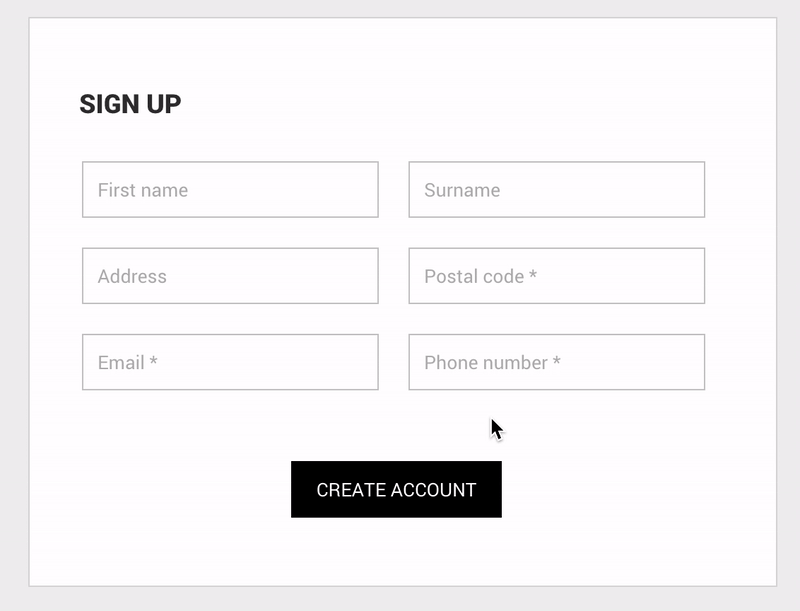 SIGN UP
First name
Surname
Address
Postal code *
Email *
Phone number *
CREATE ACCOUNT